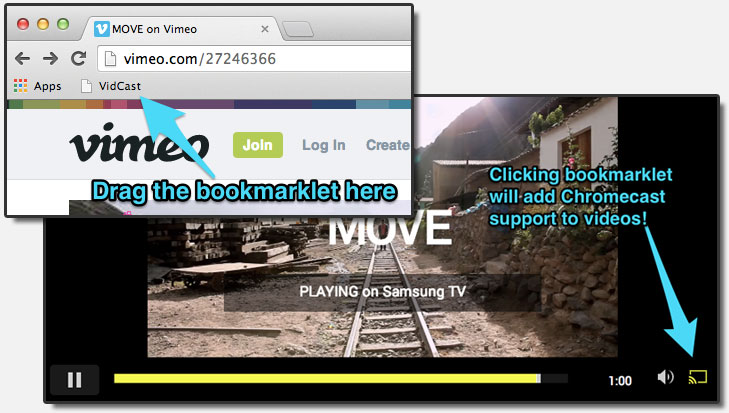 MOVE on Vimeo
vimeo.com/27246366
Apps VidCast
vimeo Join Log In Create
Drag the bookmarklet here
Clicking bookmarklet
will add Chromecast
support to videos!
MOVE
PLAYING on Samsung TV
1:00